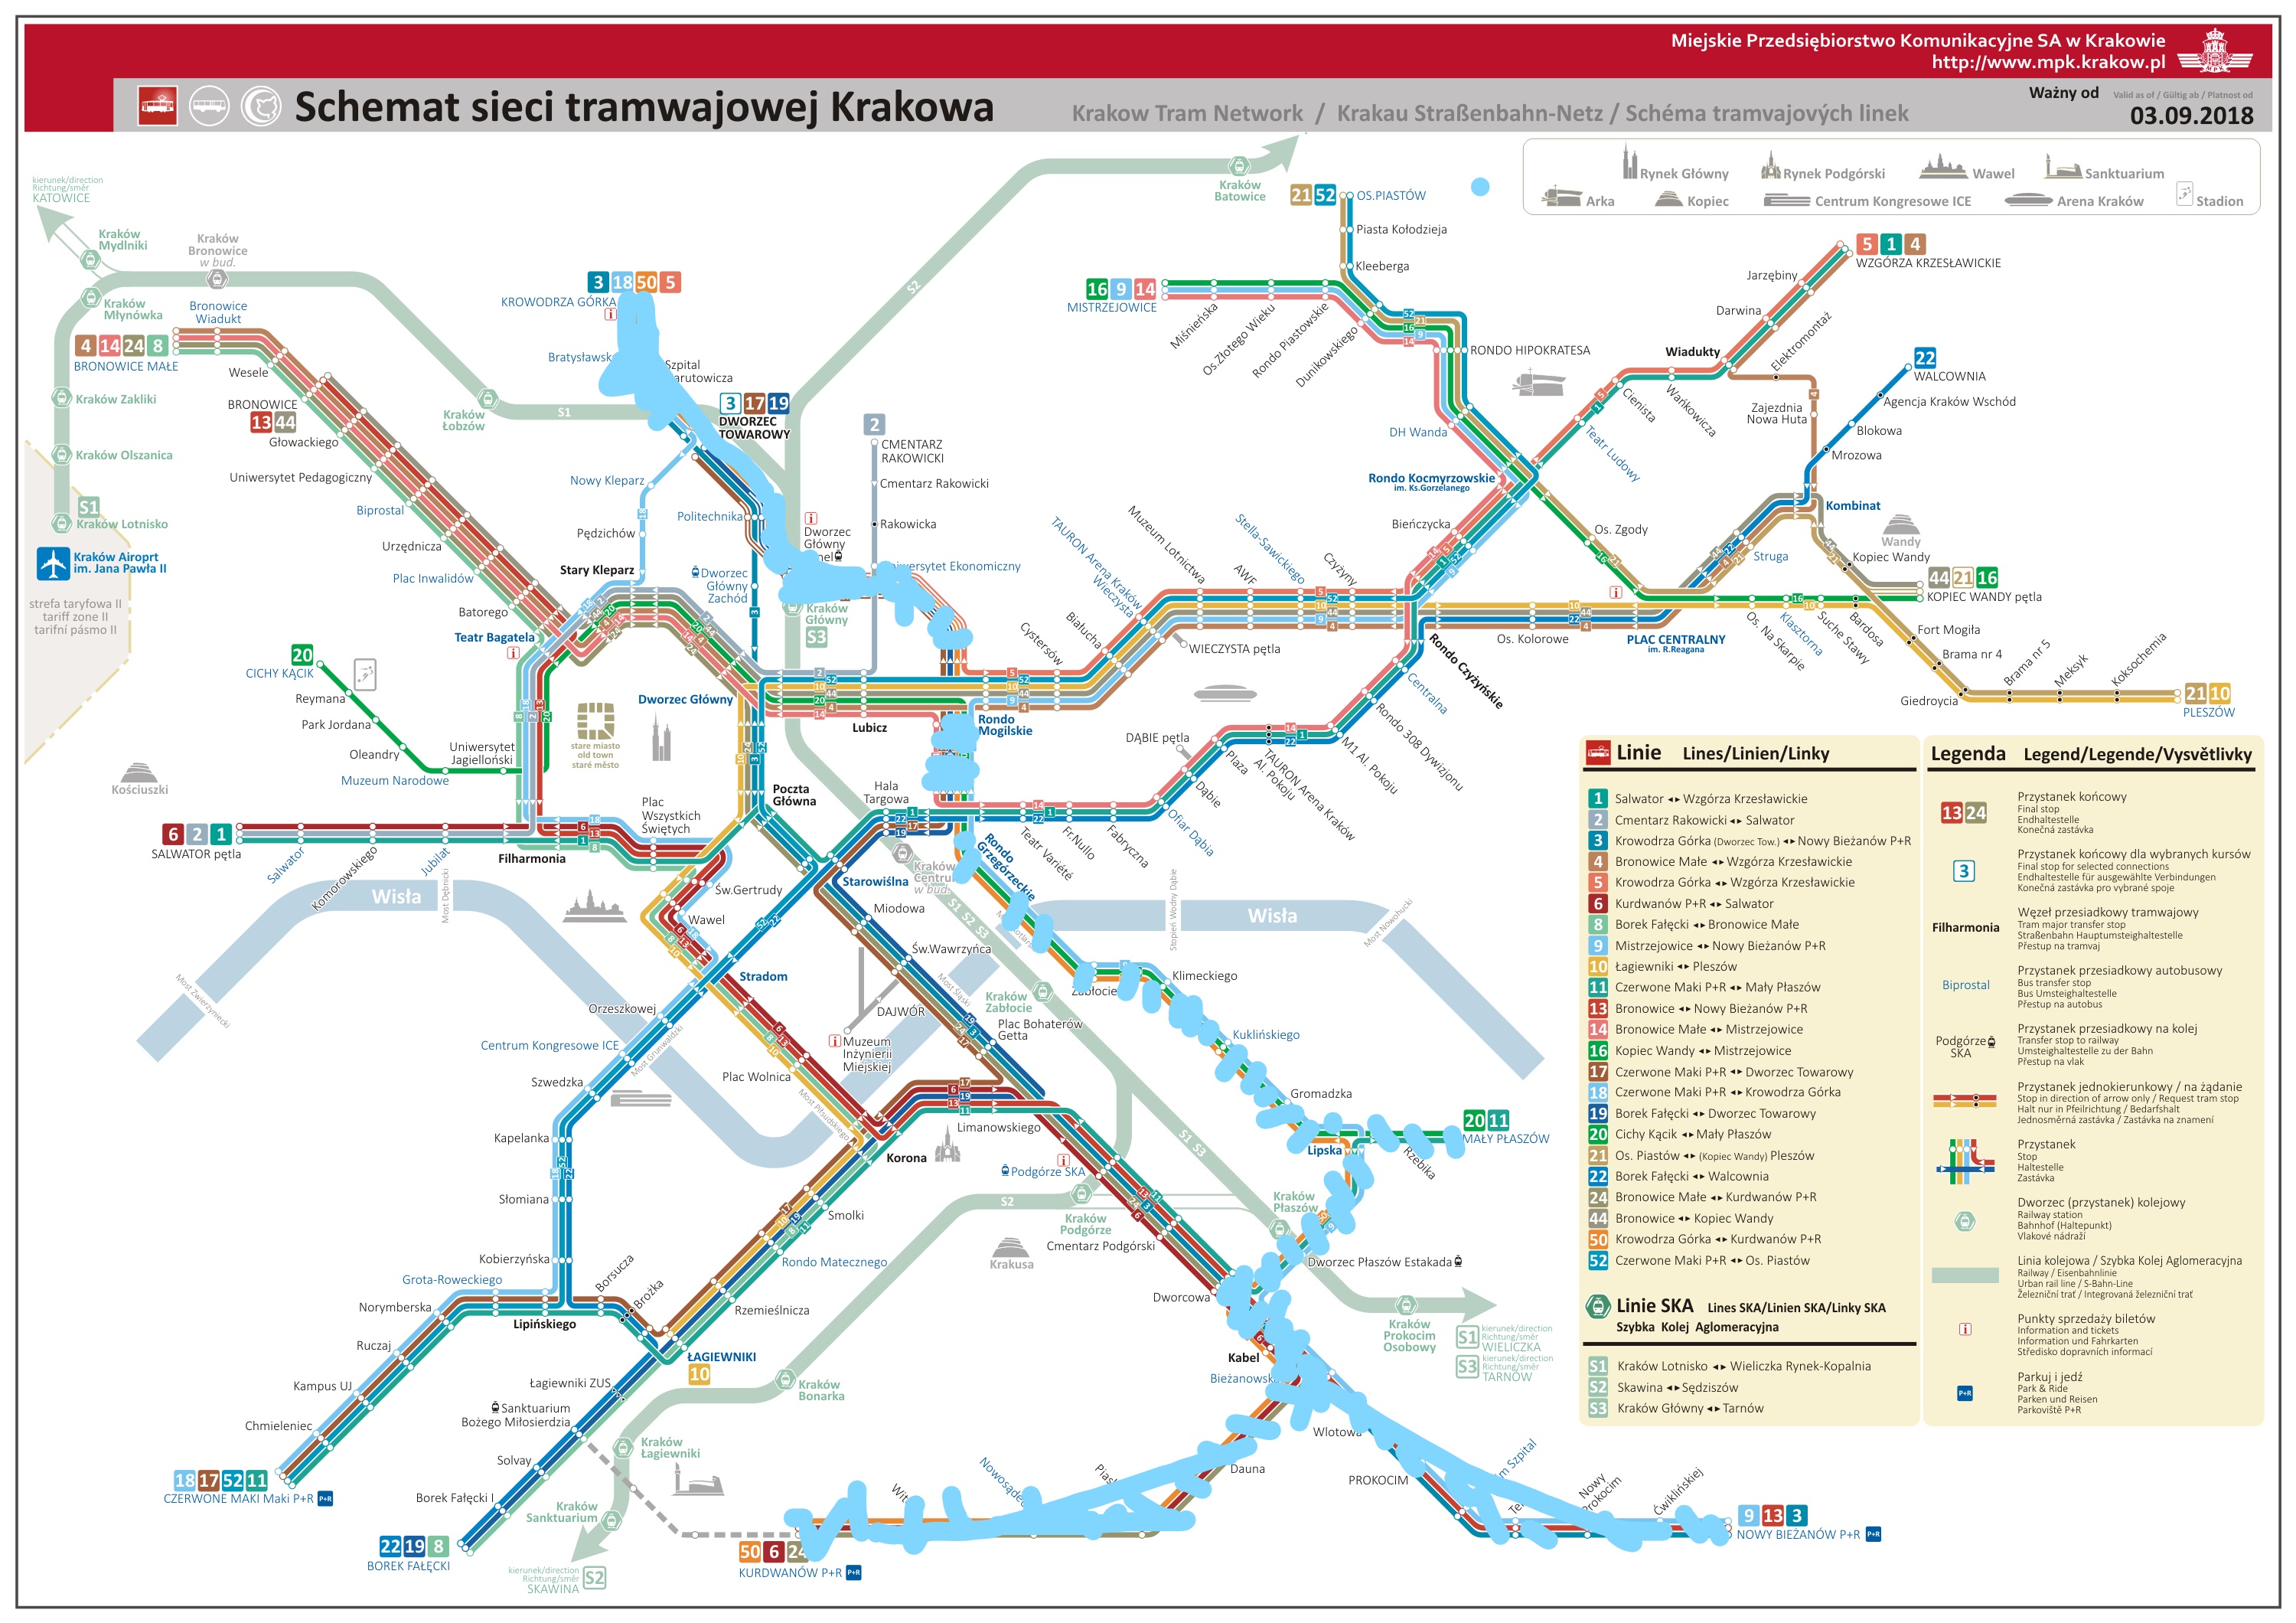 Miejskie Przedsiębiorstwo Komunikacyjne SA w Krakowie
http://www.mpk.krakow.pl
Schemat sieci tramwajowej Krakowa
Krakow Tram Network / Krakau Straßenbahn-Netz / Schéma tramvajových linek
Ważny od Valid as of / Gültig ab / Platnost od
03.09.2018
Rynek Główny
Rynek Podgórski
Wawel
Sanktuarium
Arka
Kopiec
Centrum Kongresowe ICE
Arena Kraków
Stadion
kierunek/direction
Richtung/směr
KATOWICE
Kraków
Mydlniki
Kraków
Bronowice
w bud.
Kraków
Młynówka
Bronowice
Wiadukt
4 14 24 8
BRONOWICE MAŁE
Wesele
Kraków Zakliki
BRONOWICE
13 44
Głowackiego
Kraków Olszanica
Uniwersytet Pedagogiczny
Biprostal
S1
Kraków Lotnisko
Urzędnicza
Kraków Airoprt
im. Jana Pawła II
Plac Inwalidów
strefa taryfowa II
tariff zone II
tarifní pásmo II
Batorego
Teatr Bagatela
3 18 50 5
KROWODRZA GÓRKA
Szpital
Kraków
Łobzów
S1
3 17 19
DWORZEC
TOWAROWY
Nowy Kleparz
Politechnika
Pędzichów
Stary Kleparz
Dworzec
Główny
Zachód
2
CMENTARZ
RAKOWICKI
Cmentarz Rakowicki
Rakowicka
Dworzec
Główny
Kraków
Główny
S3
S2
Kraków
Batowice
21 52
OS.PIASTÓW
Piasta Kołodzieja
Kleeberga
16 9 14
MISTRZEJOWICE
Miśnieńska
Os.Złotego Wieku
Rondo Piastowskie
Dunikowskiego
RONDO HIPOKRATESA
DH Wanda
Rondo Kocmyrzowskie
im. Ks.Gorzelanego
Bieńczycka
5 1 4
WZGÓRZA KRZESŁAWICKIE
Jarzębiny
Darwina
Elektromontaż
Wiadukty
Wańkowicza
Cienista
Teatr Ludowy
Zajezdnia
Nowa Huta
22
WALCOWNIA
Agencja Kraków Wschód
Blokowa
Mrozowa
Kombinat
Wandy
Kopiec Wandy
Struga
Os. Zgody
44 21 16
KOPIEC WANDY pętla
Os. Kolorowe
PLAC CENTRALNY
im. R.Reagana
Os. Na Skarpie
Klasztorna
Suche Stawy
Bardosa
Fort Mogiła
Brama nr 4
Giedroycia
Brama nr 5
Meksyk
Koksochemia
21 10
PLESZÓW
Cystersów
Białucha
Wieczysta
TAURON Arena Kraków
Muzeum Lotnictwa
AWF
Stella-Sawickiego
Czyżyny
WIECZYSTA pętla
Rondo Czyżyńskie
Centralna
Rondo 308 Dywizjonu
M1 Al. Pokoju
TAURON Arena Kraków
Al. Pokoju
Plaza
Dąbie
DĄBIE pętla
Ofiar Dąbia
Fabryczna
Fr.Nullo
Teatr Variété
20
CICHY KĄCIK
Reymana
Park Jordana
Oleandry
Uniwersytet
Jagielloński
Muzeum Narodowe
Kościuszki
stare miasto
old town
staré město
Dworzec Główny
Lubicz
Rondo
Mogilskie
Hala
Targowa
Poczta
Główna
Plac
Wszystkich
Świętych
Filharmonia
6 2 1
SALWATOR pętla
Salwator
Komorowskiego
Jubilat
Most Dębnicki
Wisła
Most Zwierzyniecki
Św.Gertrudy
Wawel
Stradom
Starowiślna
Miodowa
Św.Wawrzyńca
Most Śląski
DAJWÓR
Muzeum
Inżynierii
Miejskiej
Plac Bohaterów
Getta
Rondo
Grzegórzeckie
w bud.
S1 S2 S3
Wisła
Stopień Wodny Dąbie
Most Nowohucki
Kraków
Zabłocie
Klimeckiego
Kuklińskiego
Gromadzka
20 11
MAŁY PŁASZÓW
Rzebika
Lipska
Orzeszkowej
Centrum Kongresowe ICE
Most Grunwaldzki
Szwedzka
Kapelanka
Słomiana
Kobierzyńska
Grota-Roweckiego
Norymberska
Lipińskiego
Ruczaj
Kampus UJ
Chmieleniec
18 17 52 11
CZERWONE MAKI Maki P+R
Borsucza
Brożka
Plac Wolnica
Most Piłsudskiego
Korona
Limanowskiego
Podgórze SKA
Smolki
Rondo Matecznego
Rzemieślnicza
ŁAGIEWNIKI
10
Łagiewniki ZUS
Sanktuarium
Bożego Miłosierdzia
Solvay
Borek Fałęcki I
22 19 8
BOREK FAŁĘCKI
Kraków
Bonarka
Kraków
Łagiewniki
Kraków
Sanktuarium
kierunek/direction
Richtung/směr
SKAWINA
S2
Krakusa
Kraków
Podgórze
Cmentarz Podgórski
Dworcowa
Kabel
Kraków
Płaszów
Dworzec Płaszów Estakada
Kraków
Prokocim
Osobowy
S1 kierunek/direction
Richtung/směr
WIELICZKA
S3 kierunek/direction
Richtung/směr
TARNÓW
Dauna
PROKOCIM
Nowy
Ćwiklińskiej
9 13 3
NOWY BIEŻANÓW P+R
50 6 24
KURDWANÓW P+R
Linie Lines/Linien/Linky
1 Salwator ◄► Wzgórza Krzesławickie
2 Cmentarz Rakowicki ◄► Salwator
3 Krowodrza Górka (Dworzec Tow.) ◄► Nowy Bieżanów P+R
4 Bronowice Małe ◄► Wzgórza Krzesławickie
5 Krowodrza Górka ◄► Wzgórza Krzesławickie
6 Kurdwanów P+R ◄► Salwator
8 Borek Fałęcki ◄► Bronowice Małe
9 Mistrzejowice ◄► Nowy Bieżanów P+R
10 Łagiewniki ◄► Pleszów
11 Czerwone Maki P+R ◄► Mały Płaszów
13 Bronowice ◄► Nowy Bieżanów P+R
14 Bronowice Małe ◄► Mistrzejowice
16 Kopiec Wandy ◄► Mistrzejowice
17 Czerwone Maki P+R ◄► Dworzec Towarowy
18 Czerwone Maki P+R ◄► Krowodrza Górka
19 Borek Fałęcki ◄► Dworzec Towarowy
20 Cichy Kącik ◄► Mały Płaszów
21 Os. Piastów ◄► (Kopiec Wandy) Pleszów
22 Borek Fałęcki ◄► Walcownia
24 Bronowice Małe ◄► Kurdwanów P+R
44 Bronowice ◄► Kopiec Wandy
50 Krowodrza Górka ◄► Kurdwanów P+R
52 Czerwone Maki P+R ◄► Os. Piastów
Linie SKA Lines SKA/Linien SKA/Linky SKA
Szybka Kolej Aglomeracyjna
S1 Kraków Lotnisko ◄► Wieliczka Rynek-Kopalnia
S2 Skawina ◄► Sędziszów
S3 Kraków Główny ◄► Tarnów
Legenda Legend/Legende/Vysvětlivky
13 24
Przystanek końcowy
Final stop
Endhaltestelle
Konečná zastávka
3
Przystanek końcowy dla wybranych kursów
Final stop for selected connections
Endhaltestelle für ausgewählte Verbindungen
Konečná zastávka pro vybrané spoje
Filharmonia
Węzeł przesiadkowy tramwajowy
Tram major transfer stop
Straßenbahn Hauptumsteighaltestelle
Přestup na tramvaj
Biprostal
Przystanek przesiadkowy autobusowy
Bus transfer stop
Bus Umsteighaltestelle
Přestup na autobus
Podgórze
SKA
Przystanek przesiadkowy na kolej
Transfer stop to railway
Umsteighaltestelle zu der Bahn
Přestup na vlak
Przystanek jednokierunkowy / na żądanie
Stop in direction of arrow only / Request tram stop
Halt nur in Pfeilrichtung / Bedarfshalt
Jednosměrná zastávka / Zastávka na znamení
Przystanek
Stop
Haltestelle
Zastávka
Dworzec (przystanek) kolejowy
Railway station
Bahnhof (Haltepunkt)
Vlakové nádraží
Linia kolejowa / Szybka Kolej Aglomeracyjna
Railway / Eisenbahnlinie
Urban rail line / S-Bahn-Line
Železniční trať / Integrovaná železniční trať
Punkty sprzedaży biletów
Information and tickets
Information und Fahrkarten
Středisko dopravních informací
P+R
Parkuj i jedź
Park & Ride
Parken und Reisen
Parkoviště P+R